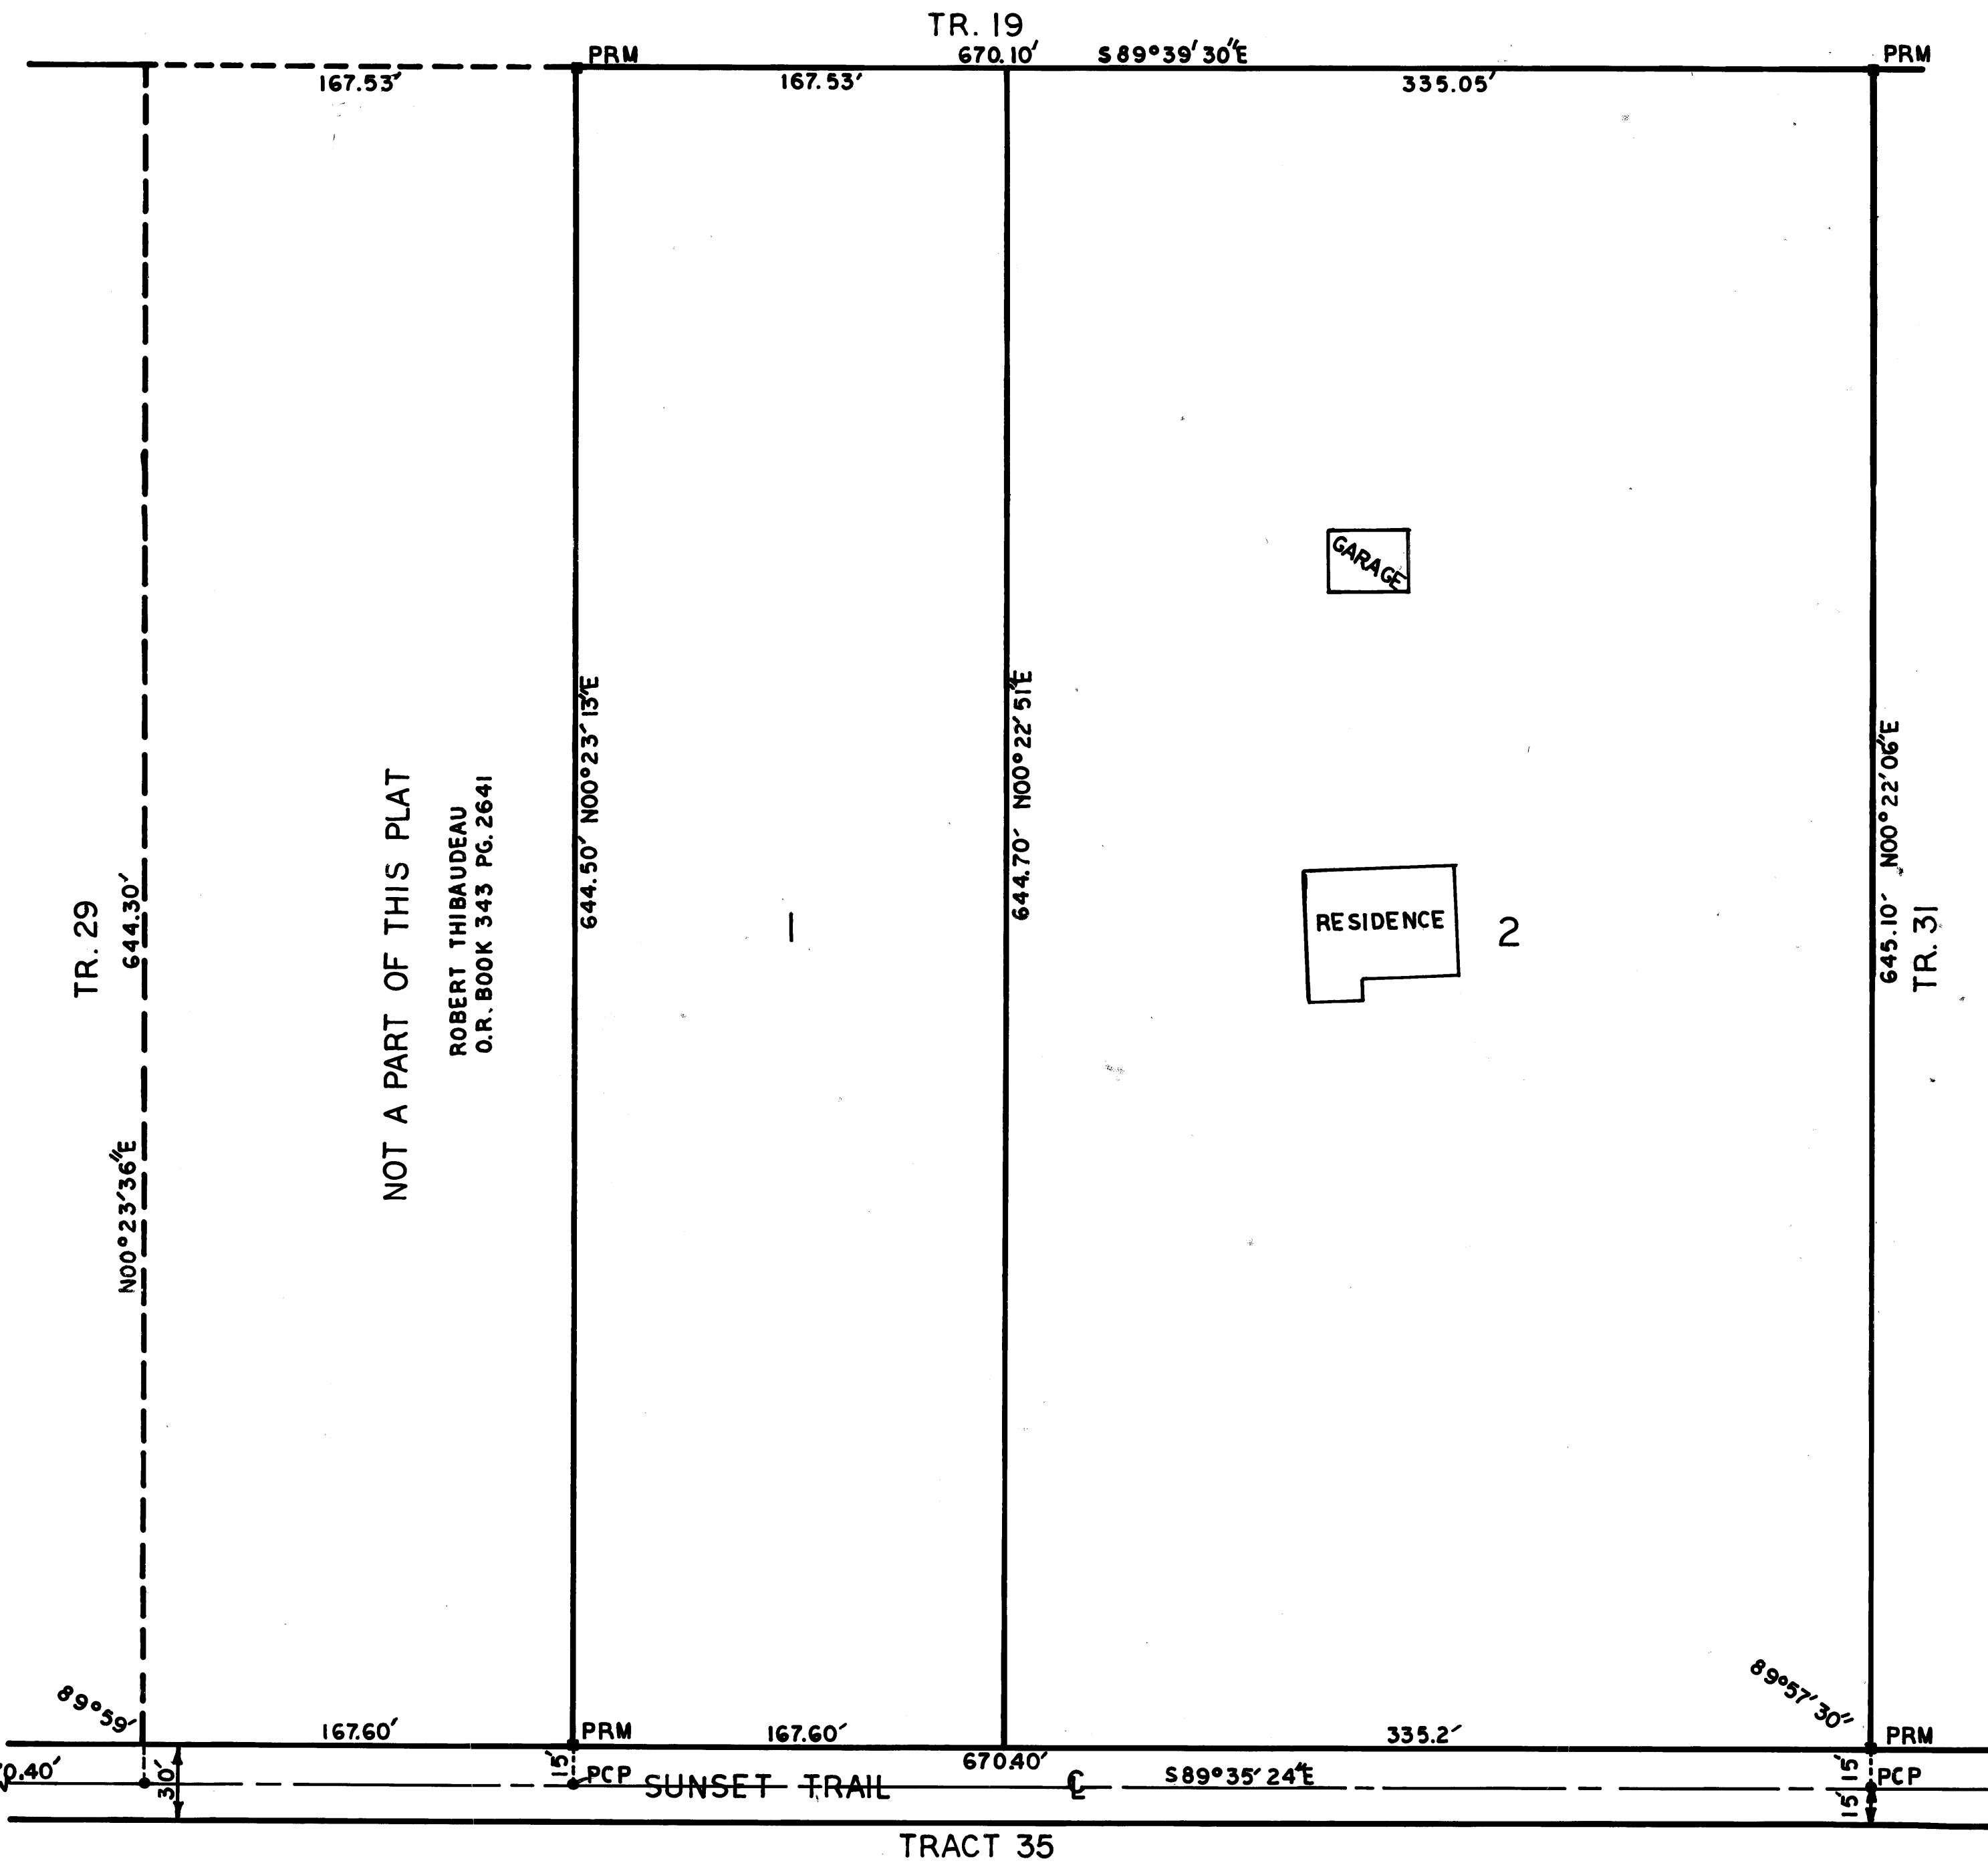 TR. 19
PRM
670.10' S89°39'30"E
PRM
167.53'
167.53'
335.05'
GARAGE
644.50' N00°23'13"E
644.70' N00°22'51"E
645.10' N00°22'06"E
TR. 29
644.30'
N00°23'36"E
NOT A PART OF THIS PLAT
ROBERT THIBAUDEAU
O.R. BOOK 343 PG. 2641
1
RESIDENCE
2
TR. 31
89°59'
89°57'30"
167.60'
PRM
167.60'
335.2'
PRM
0.40'
30'
15'
PCP
SUNSET TRAIL
670.40'
℄
S89°35'24"E
15'
PCP
15'
TRACT 35